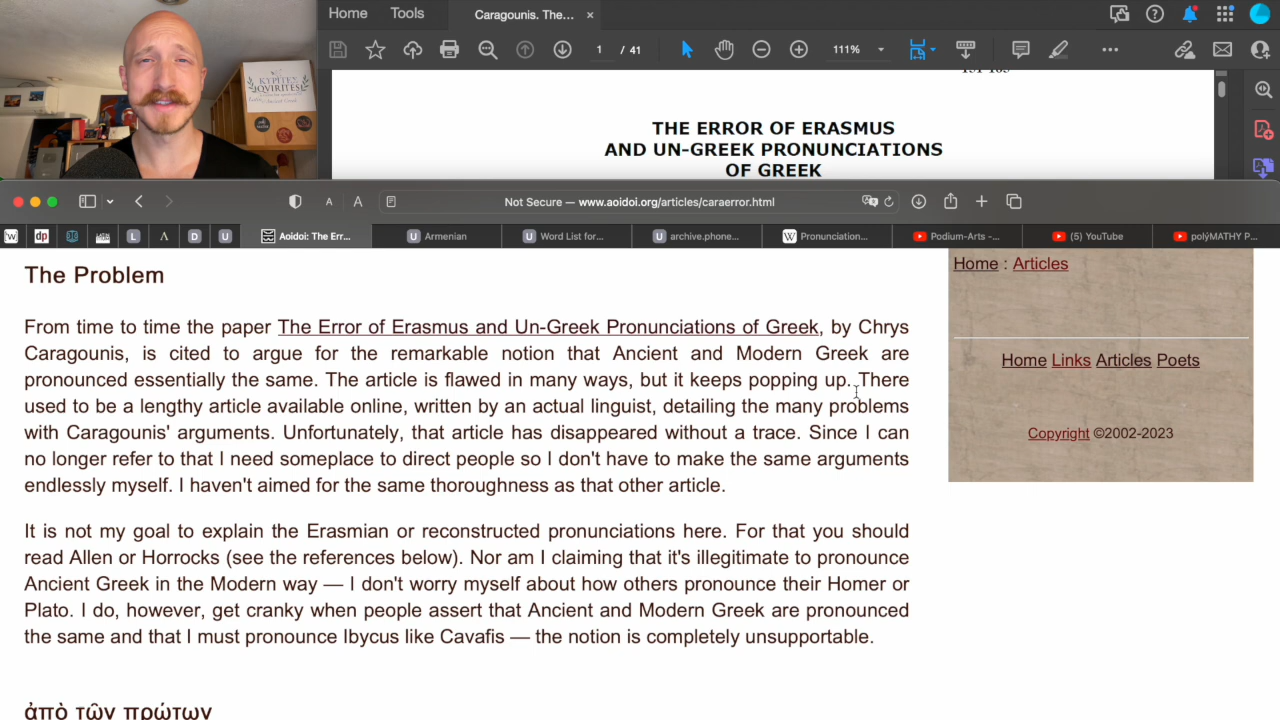 Home Tools Caragounis. The... ×
1 / 41 111%
THE ERROR OF ERASMUS
AND UN-GREEK PRONUNCIATIONS
OF GREEK
ΚΥΡΙΤΕΣ
IQVIRITES
Not Secure — www.aoidoi.org/articles/caraerror.html
Aoidoi: The Err... Armenian Word List for... archive.phone... Pronunciation... Podium-Arts -... (5) YouTube polýMATHY P...
The Problem
Home : Articles
From time to time the paper The Error of Erasmus and Un-Greek Pronunciations of Greek, by Chrys
Caragounis, is cited to argue for the remarkable notion that Ancient and Modern Greek are
pronounced essentially the same. The article is flawed in many ways, but it keeps popping up. There
used to be a lengthy article available online, written by an actual linguist, detailing the many problems
with Caragounis' arguments. Unfortunately, that article has disappeared without a trace. Since I can
no longer refer to that I need someplace to direct people so I don't have to make the same arguments
endlessly myself. I haven't aimed for the same thoroughness as that other article.
Home Links Articles Poets
Copyright ©2002-2023
It is not my goal to explain the Erasmian or reconstructed pronunciations here. For that you should
read Allen or Horrocks (see the references below). Nor am I claiming that it's illegitimate to pronounce
Ancient Greek in the Modern way — I don't worry myself about how others pronounce their Homer or
Plato. I do, however, get cranky when people assert that Ancient and Modern Greek are pronounced
the same and that I must pronounce Ibycus like Cavafis — the notion is completely unsupportable.
ἀπὸ τῶν πρώτων